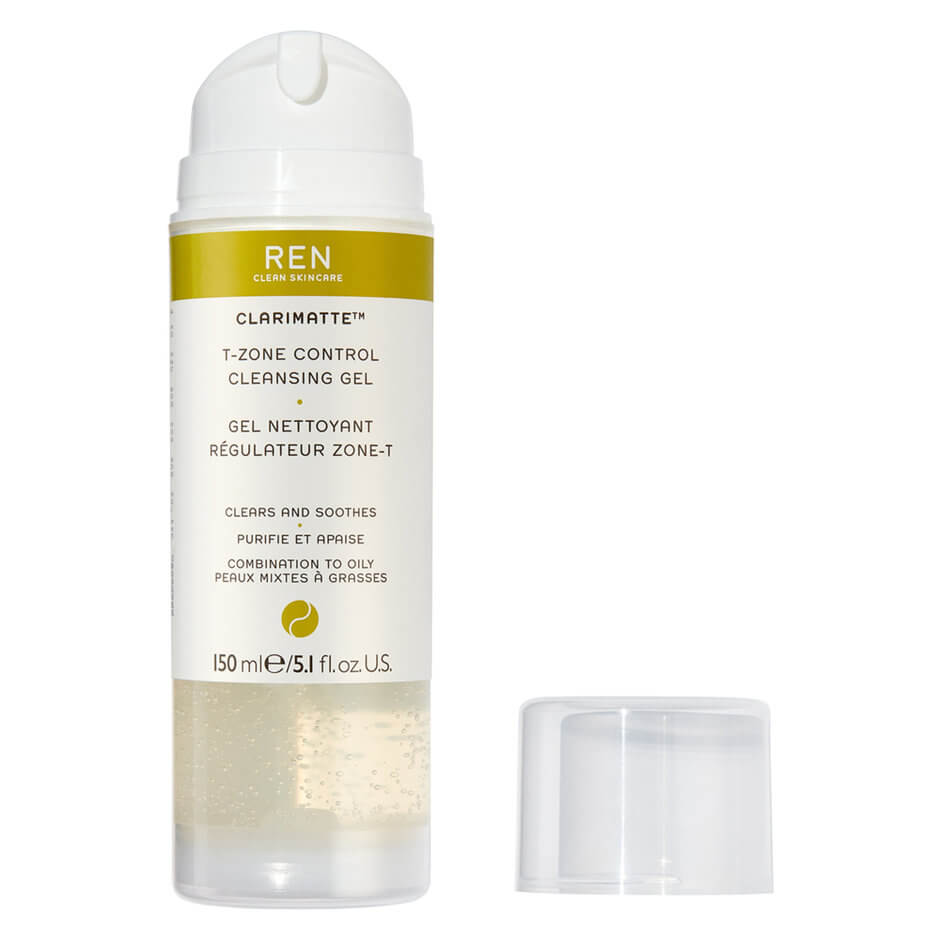 REN
CLEAN SKINCARE
CLARIMATTE™
T-ZONE CONTROL
CLEANSING GEL
•
GEL NETTOYANT
RÉGULATEUR ZONE-T
CLEARS AND SOOTHES
•
PURIFIE ET APAISE
COMBINATION TO OILY
PEAUX MIXTES À GRASSES
150 ml℮/5.1 fl.oz.U.S.